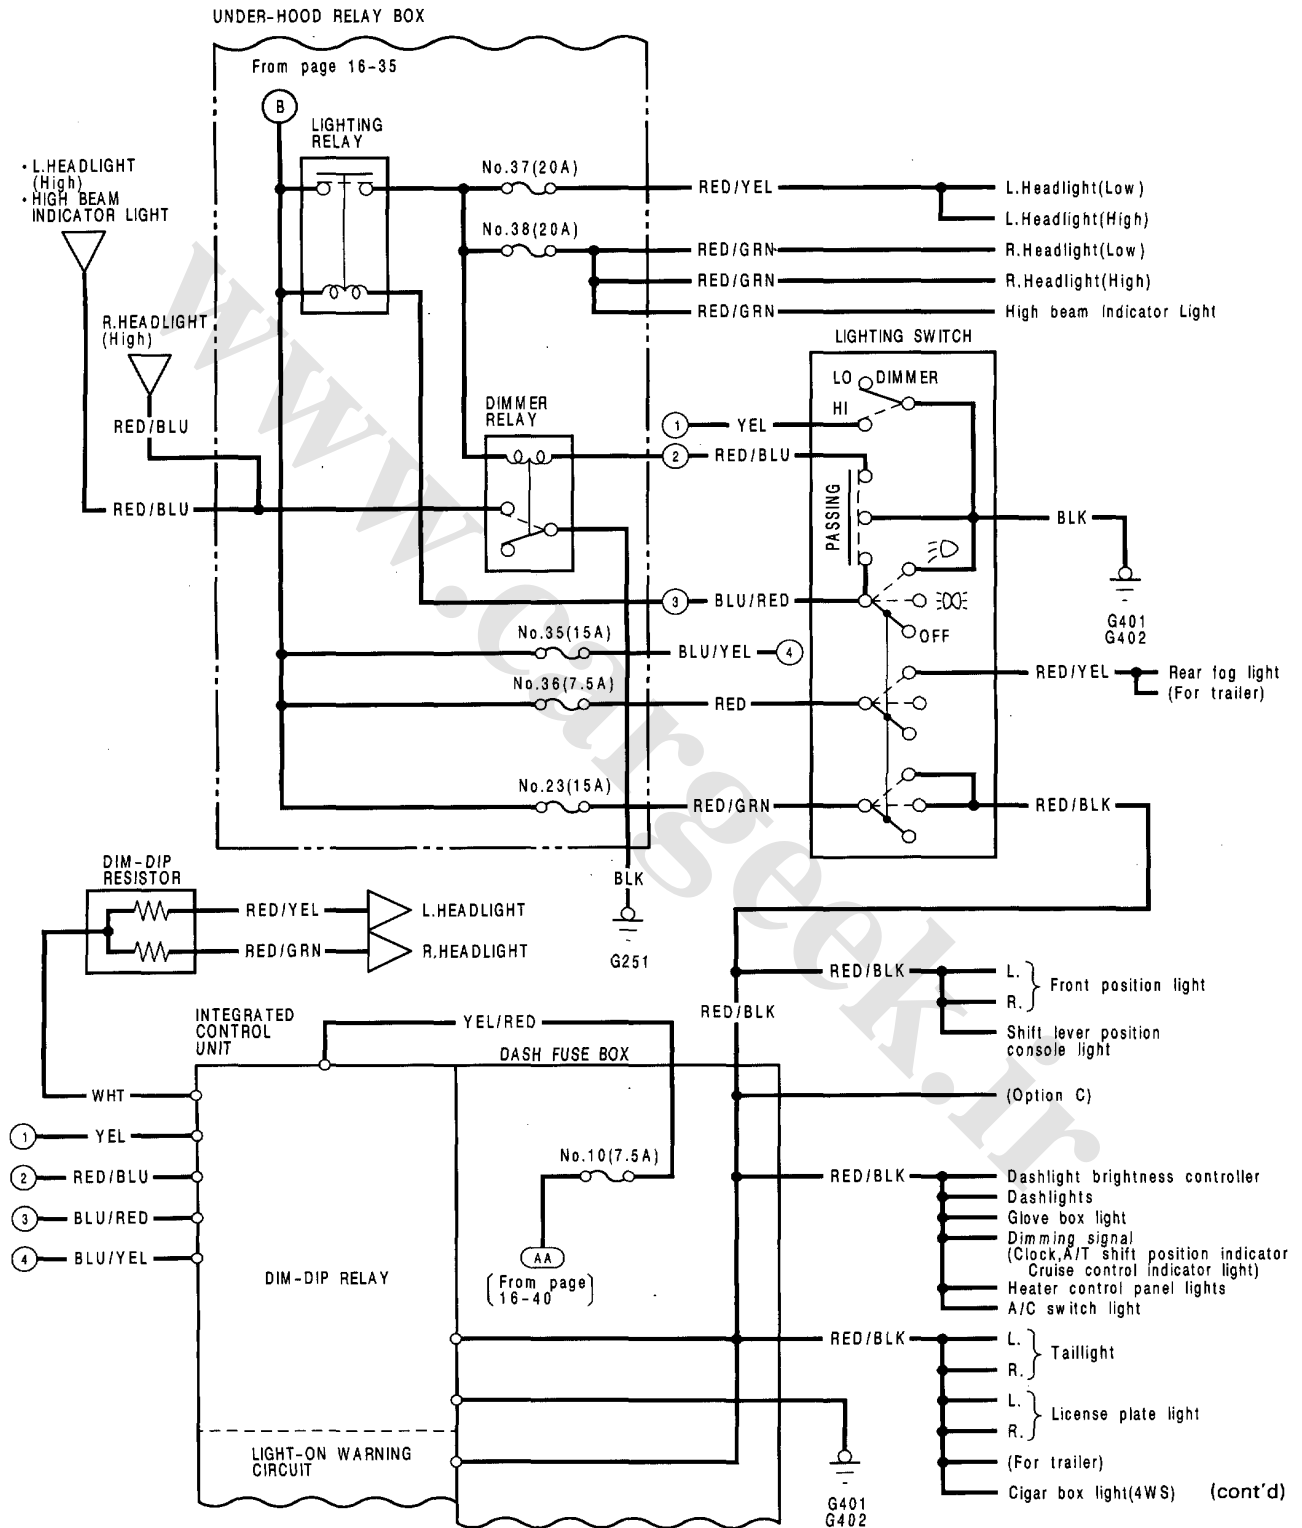 UNDER-HOOD RELAY BOX
From page 16-35
B
LIGHTING
RELAY
• L.HEADLIGHT
(High)
• HIGH BEAM
INDICATOR LIGHT
No.37(20A)
RED/YEL
L.Headlight(Low)
L.Headlight(High)
No.38(20A)
RED/GRN
R.Headlight(Low)
RED/GRN
R.Headlight(High)
RED/GRN
High beam Indicator Light
R.HEADLIGHT
(High)
LIGHTING SWITCH
LO
DIMMER
HI
DIMMER
RELAY
RED/BLU
1
YEL
2
RED/BLU
RED/BLU
PASSING
BLK
G401
G402
3
BLU/RED
OFF
No.35(15A)
BLU/YEL
4
No.36(7.5A)
RED
RED/YEL
Rear fog light
(For trailer)
No.23(15A)
RED/GRN
RED/BLK
BLK
G251
DIM-DIP
RESISTOR
RED/YEL
L.HEADLIGHT
RED/GRN
R.HEADLIGHT
RED/BLK
L.
R.
Front position light
Shift lever position
console light
RED/BLK
INTEGRATED
CONTROL
UNIT
YEL/RED
DASH FUSE BOX
WHT
(Option C)
1
YEL
2
RED/BLU
3
BLU/RED
4
BLU/YEL
No.10(7.5A)
AA
(From page
16-40)
DIM-DIP RELAY
RED/BLK
Dashlight brightness controller
Dashlights
Glove box light
Dimming signal
(Clock,A/T shift position indicator
Cruise control indicator light)
Heater control panel lights
A/C switch light
RED/BLK
L.
R.
Taillight
L.
R.
License plate light
(For trailer)
Cigar box light(4WS)
(cont'd)
LIGHT-ON WARNING
CIRCUIT
G401
G402
www.cargeek.ir